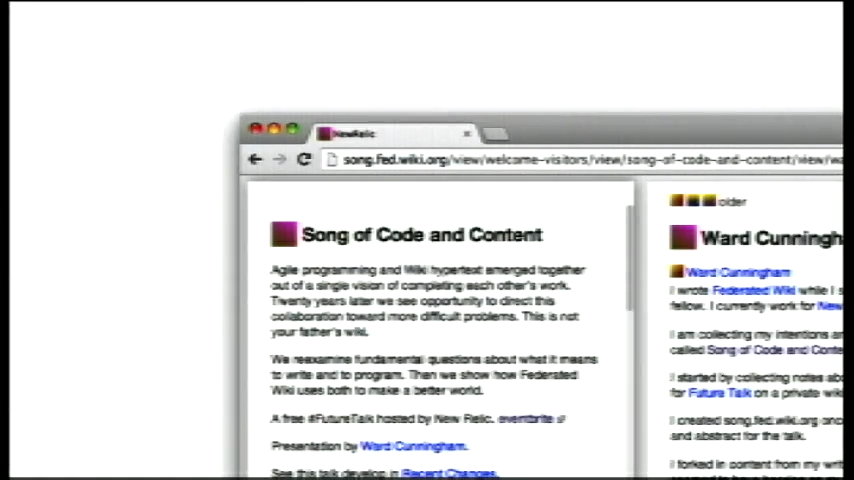 NewRelic
song.fed.wiki.org/view/welcome-visitors/view/song-of-code-and-content/view/wa
Song of Code and Content
Agile programming and Wiki hypertext emerged together
out of a single vision of completing each other's work.
Twenty years later we see opportunity to direct this
collaboration toward more difficult problems. This is not
your father's wiki.
We reexamine fundamental questions about what it means
to write and to program. Then we show how Federated
Wiki uses both to make a better world.
A free #FutureTalk hosted by New Relic. eventbrite
Presentation by Ward Cunningham.
See this talk develop in Recent Changes.
older
Ward Cunningh
Ward Cunningham
I wrote Federated Wiki while I s
fellow. I currently work for New
I am collecting my intentions an
called Song of Code and Conte
I started by collecting notes abo
for Future Talk on a private wiki
I created song.fed.wiki.org onc
and abstract for the talk.
I forked in content from my writ